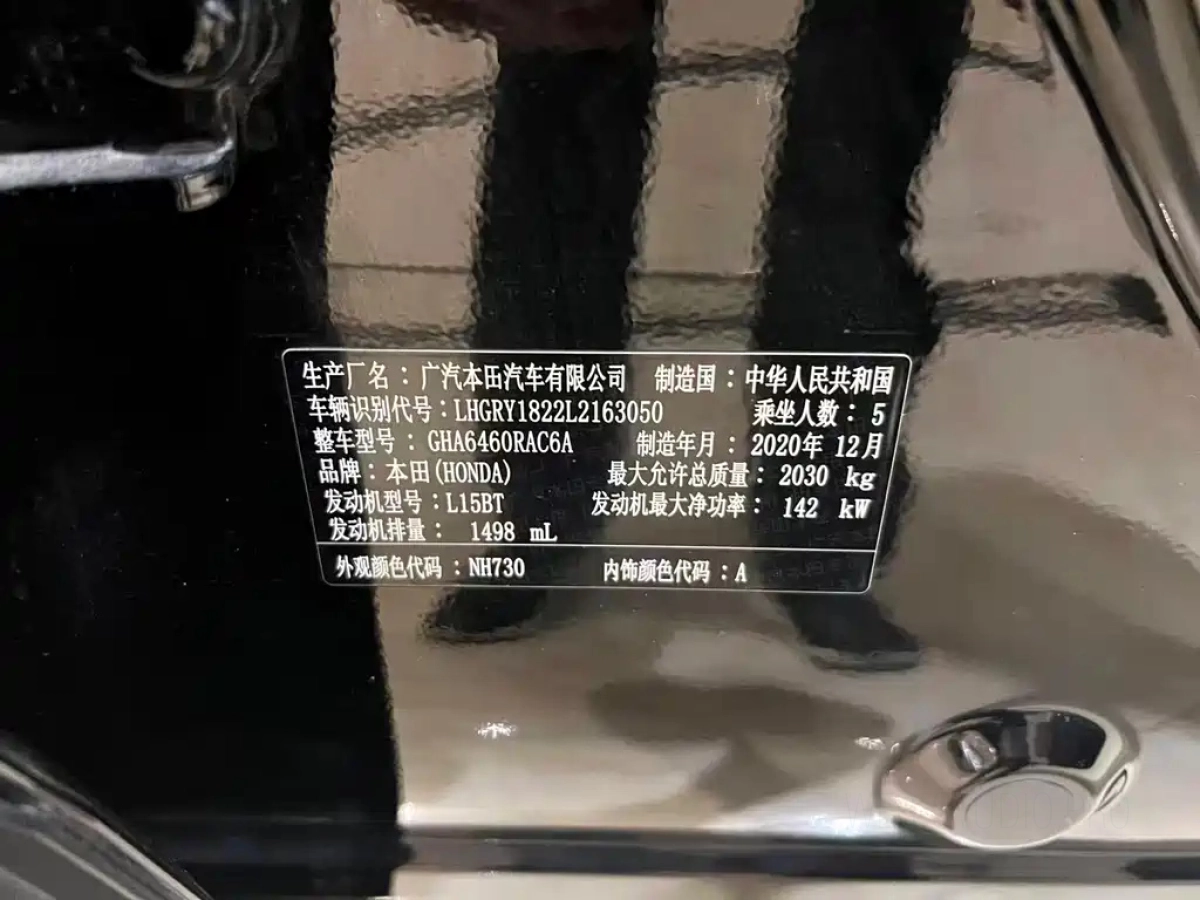 生产厂名：广汽本田汽车有限公司 制造国：中华人民共和国
车辆识别代号：LHGRY1822L2163050 乘坐人数：5
整车型号：GHA6460RAC6A 制造年月：2020年 12月
品牌：本田(HONDA) 最大允许总质量：2030 kg
发动机型号：L15BT 发动机最大净功率：142 kW
发动机排量：1498 mL
外观颜色代码：NH730 内饰颜色代码：A